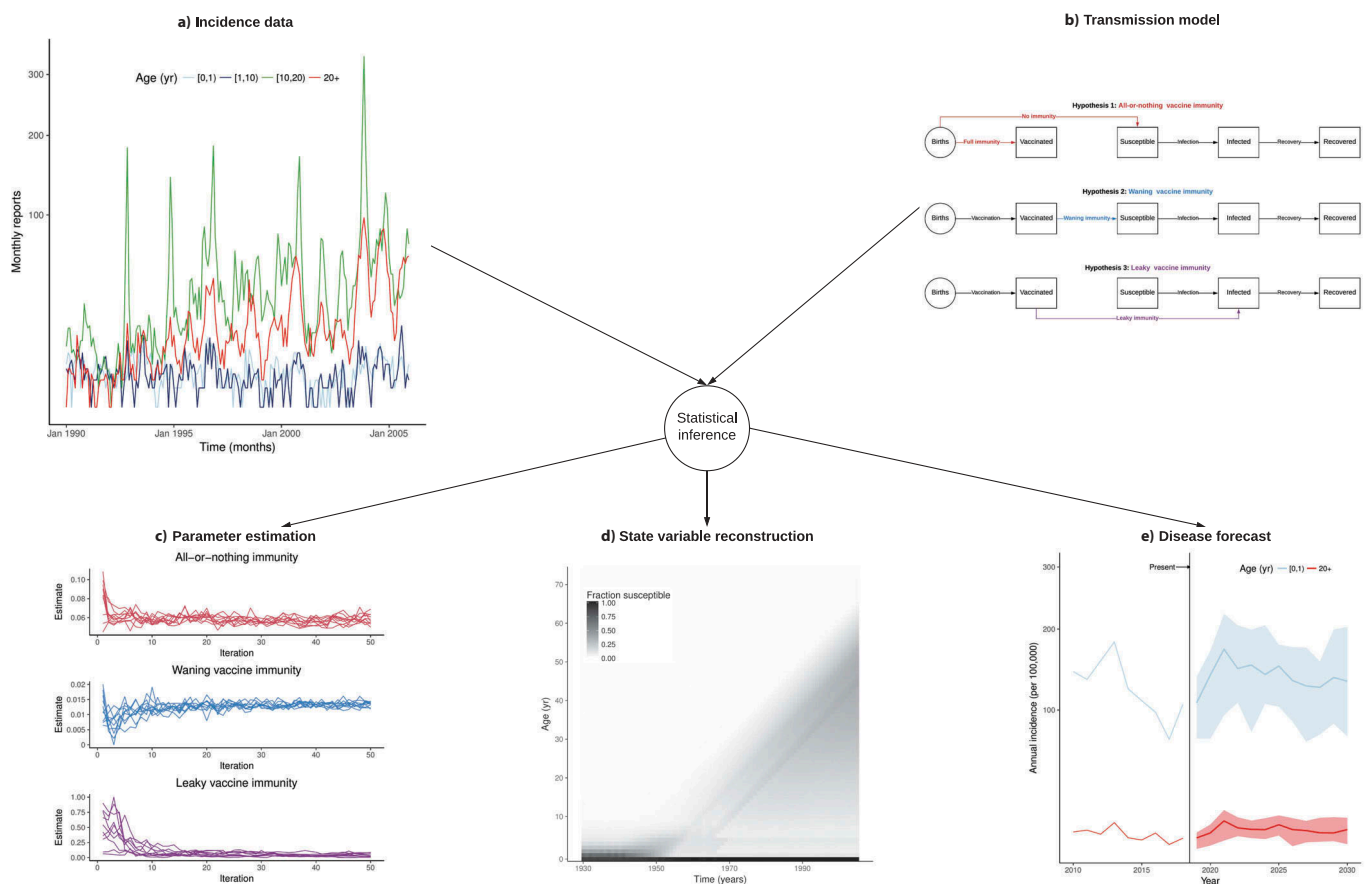 a) Incidence data
Age (yr) [0,1) [1,10) [10,20) 20+
300
200
100
Monthly reports
Jan 1990 Jan 1995 Jan 2000 Jan 2005
Time (months)
b) Transmission model
Hypothesis 1: All-or-nothing vaccine immunity
No immunity
Births Full immunity Vaccinated Susceptible Infection Infected Recovery Recovered
Hypothesis 2: Waning vaccine immunity
Births Vaccination Vaccinated Waning immunity Susceptible Infection Infected Recovery Recovered
Hypothesis 3: Leaky vaccine immunity
Births Vaccination Vaccinated Susceptible Infection Infected Recovery Recovered
Leaky immunity
Statistical
inference
c) Parameter estimation
All−or−nothing immunity
0.10
0.08
0.06
Estimate
0 10 20 30 40 50
Iteration
Waning vaccine immunity
0.02
0.015
0.01
0.005
0
Estimate
0 10 20 30 40 50
Iteration
Leaky vaccine immunity
1.00
0.75
0.50
0.25
0.00
Estimate
0 10 20 30 40 50
Iteration
d) State variable reconstruction
70
60
50
40
30
20
10
0
Age (yr)
Fraction susceptible
1.00
0.75
0.50
0.25
0.00
1930 1950 1970 1990
Time (years)
e) Disease forecast
Present
Age (yr) [0,1) 20+
300
200
100
0
Annual incidence (per 100,000)
2010 2015 2020 2025 2030
Year